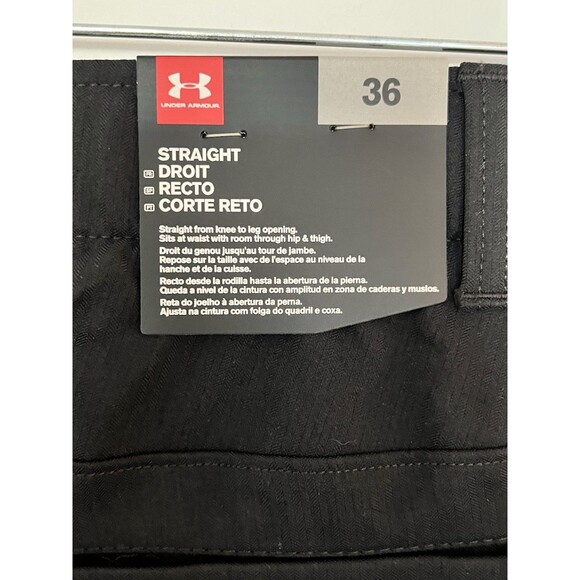 UNDER ARMOUR.
36
STRAIGHT
FR DROIT
SP RECTO
PT CORTE RETO
Straight from knee to leg opening.
Sits at waist with room through hip & thigh.
Droit du genou jusqu'au tour de jambe.
Repose sur la taille avec de l'espace au niveau de la
hanche et de la cuisse.
Recto desde la rodilla hasta la abertura de la pierna.
Queda a nivel de la cintura con amplitud en zona de caderas y muslos.
Reta do joelho à abertura da perna.
Ajusta na cintura com folga do quadril e coxa.